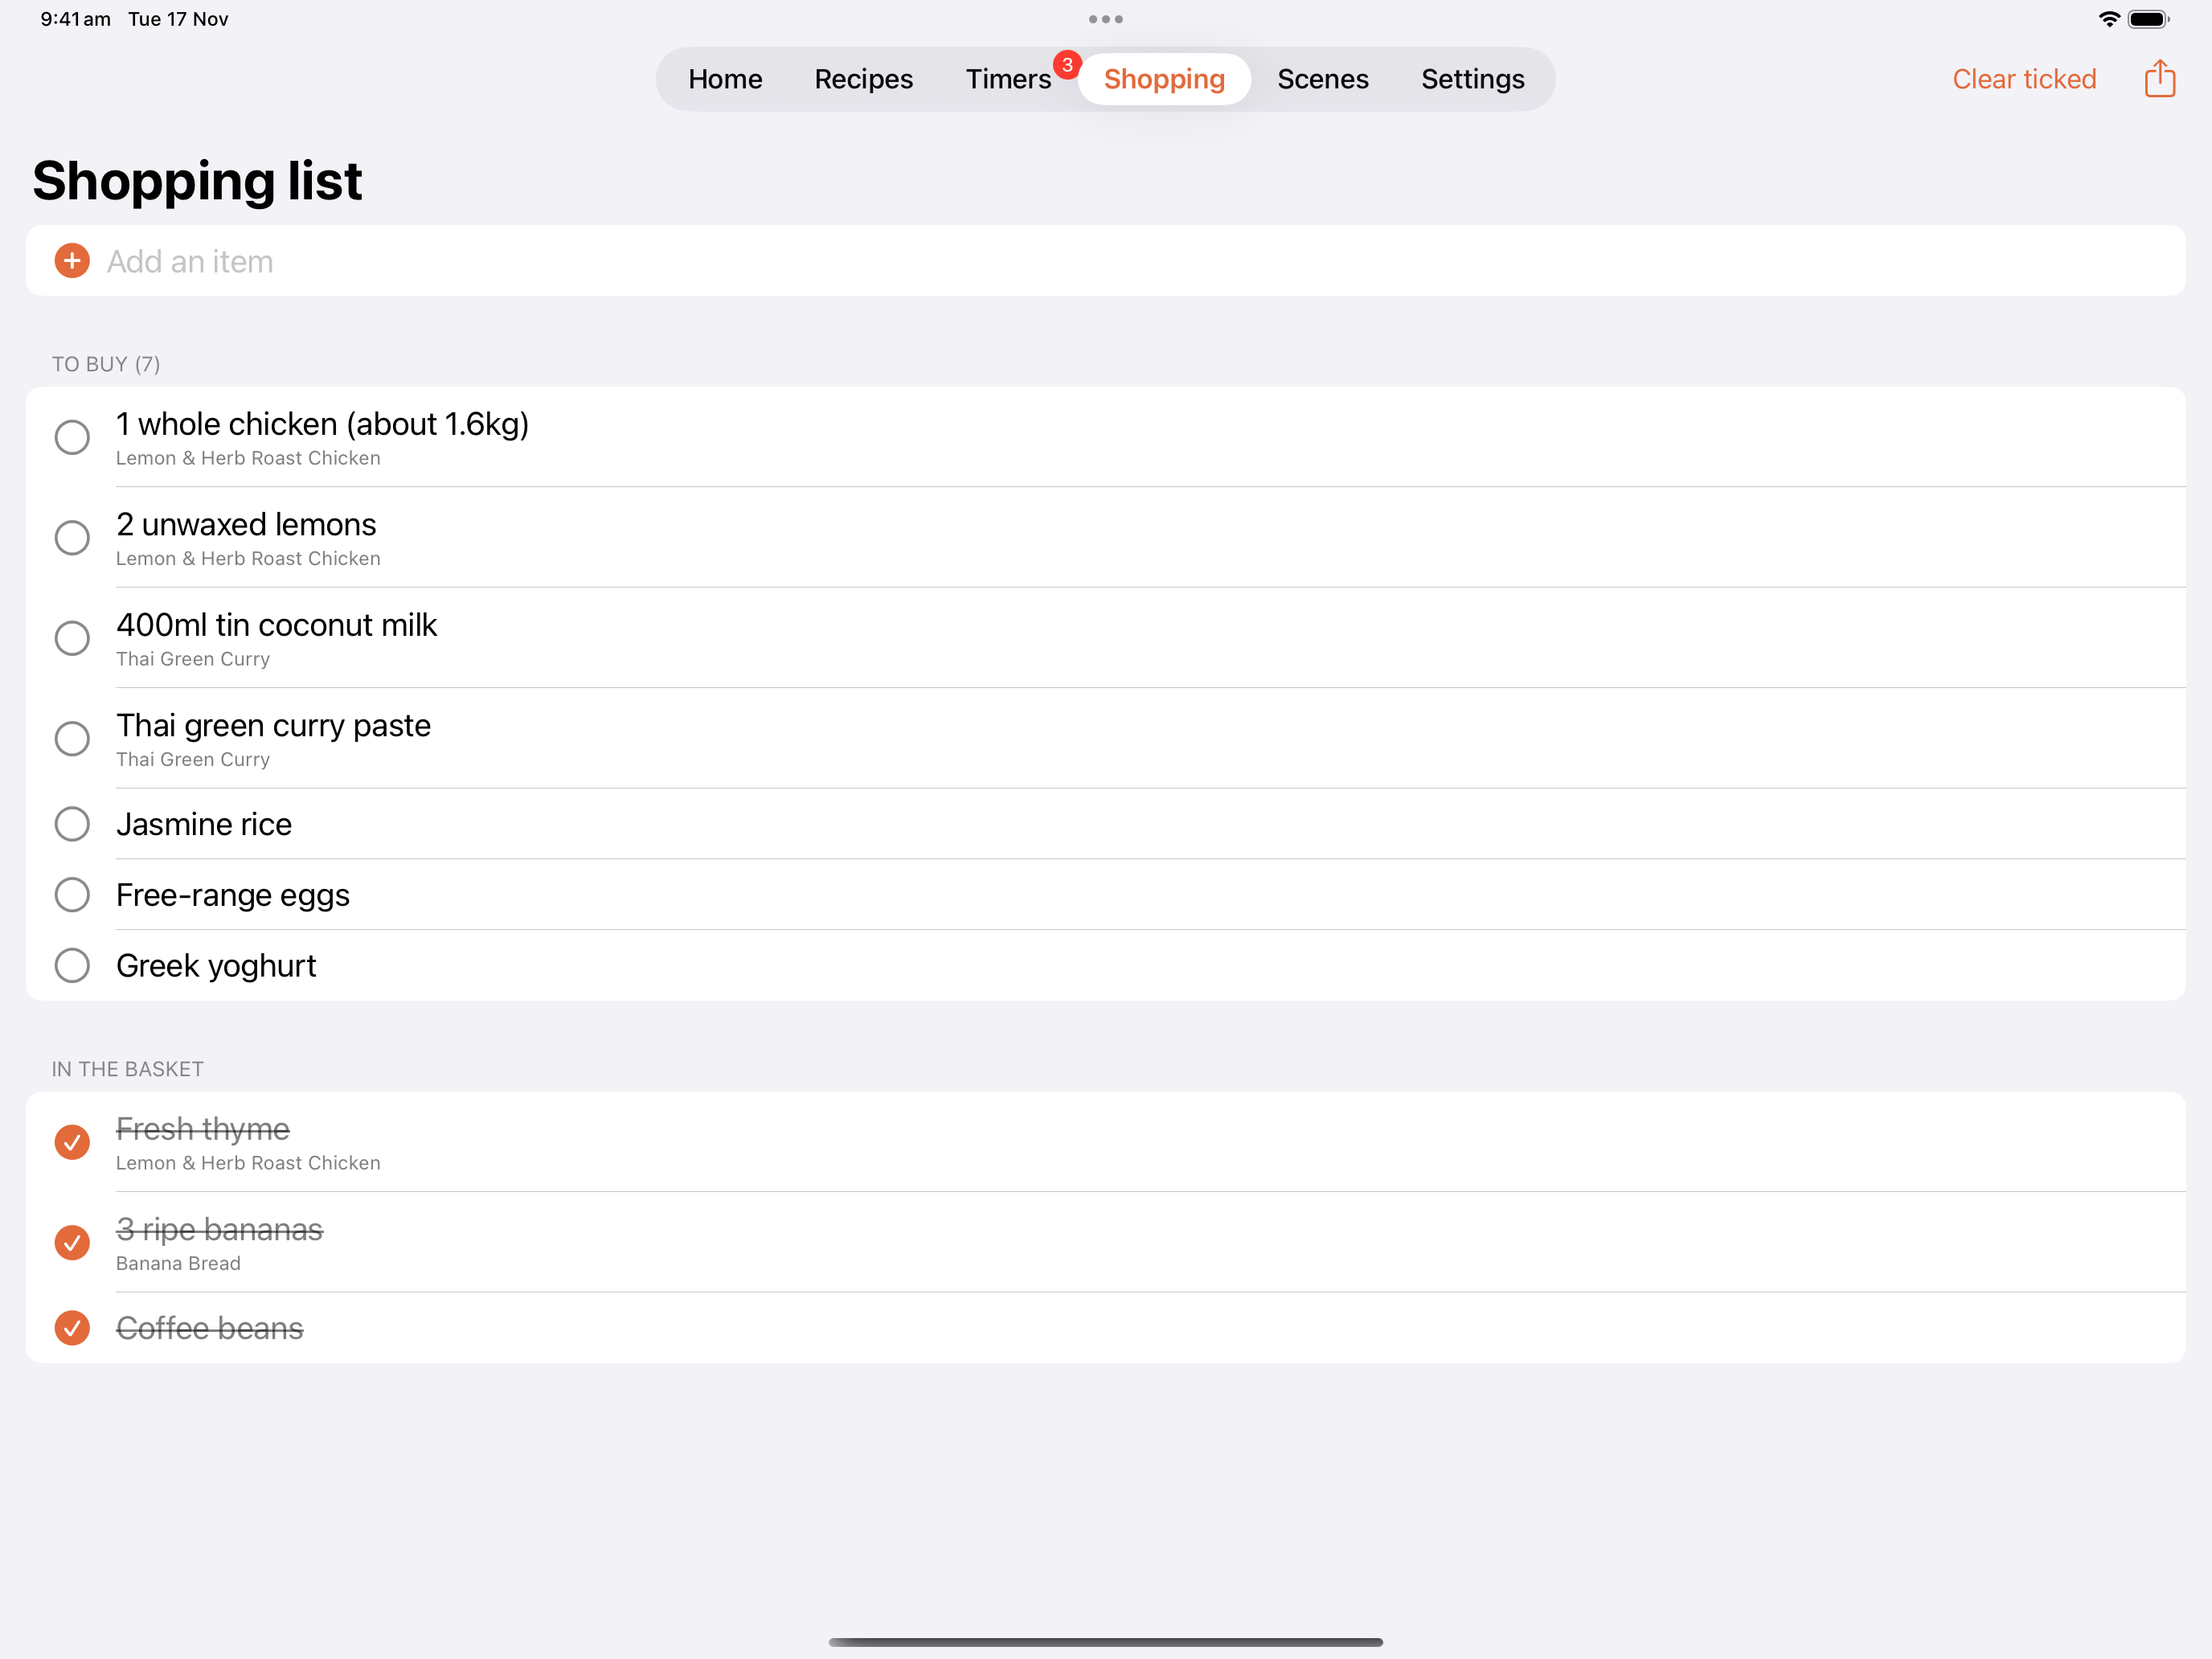 9:41 am Tue 17 Nov
Home Recipes Timers 3 Shopping Scenes Settings
Clear ticked
Shopping list
Add an item
TO BUY (7)
1 whole chicken (about 1.6kg)
Lemon & Herb Roast Chicken
2 unwaxed lemons
Lemon & Herb Roast Chicken
400ml tin coconut milk
Thai Green Curry
Thai green curry paste
Thai Green Curry
Jasmine rice
Free-range eggs
Greek yoghurt
IN THE BASKET
Fresh thyme
Lemon & Herb Roast Chicken
3 ripe bananas
Banana Bread
Coffee beans